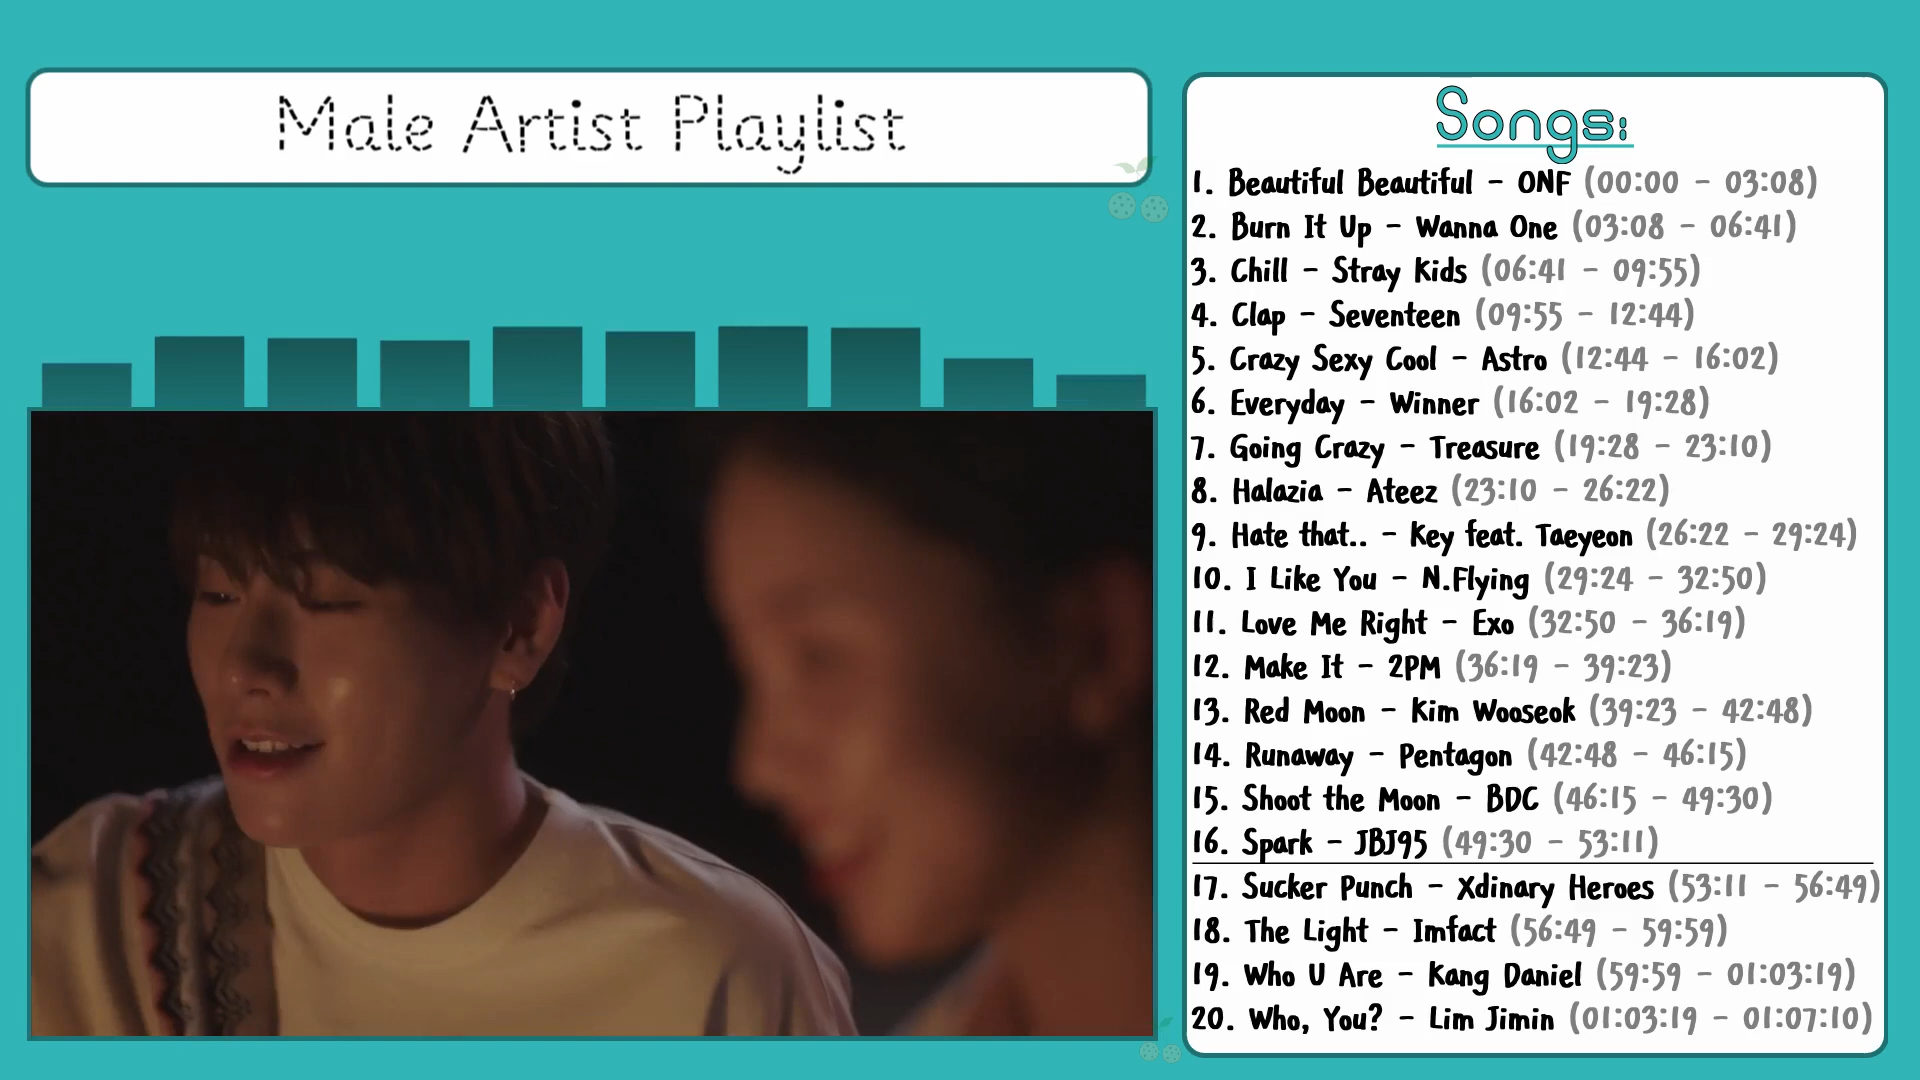 Male Artist Playlist
Songs:
1. Beautiful Beautiful - ONF (00:00 - 03:08)
2. Burn It Up - Wanna One (03:08 - 06:41)
3. Chill - Stray Kids (06:41 - 09:55)
4. Clap - Seventeen (09:55 - 12:44)
5. Crazy Sexy Cool - Astro (12:44 - 16:02)
6. Everyday - Winner (16:02 - 19:28)
7. Going Crazy - Treasure (19:28 - 23:10)
8. Halazia - Ateez (23:10 - 26:22)
9. Hate that.. - Key feat. Taeyeon (26:22 - 29:24)
10. I Like You - N.Flying (29:24 - 32:50)
11. Love Me Right - Exo (32:50 - 36:19)
12. Make It - 2PM (36:19 - 39:23)
13. Red Moon - Kim Wooseok (39:23 - 42:48)
14. Runaway - Pentagon (42:48 - 46:15)
15. Shoot the Moon - BDC (46:15 - 49:30)
16. Spark - JBJ95 (49:30 - 53:11)
17. Sucker Punch - Xdinary Heroes (53:11 - 56:49)
18. The Light - Imfact (56:49 - 59:59)
19. Who U Are - Kang Daniel (59:59 - 01:03:19)
20. Who, You? - Lim Jimin (01:03:19 - 01:07:10)